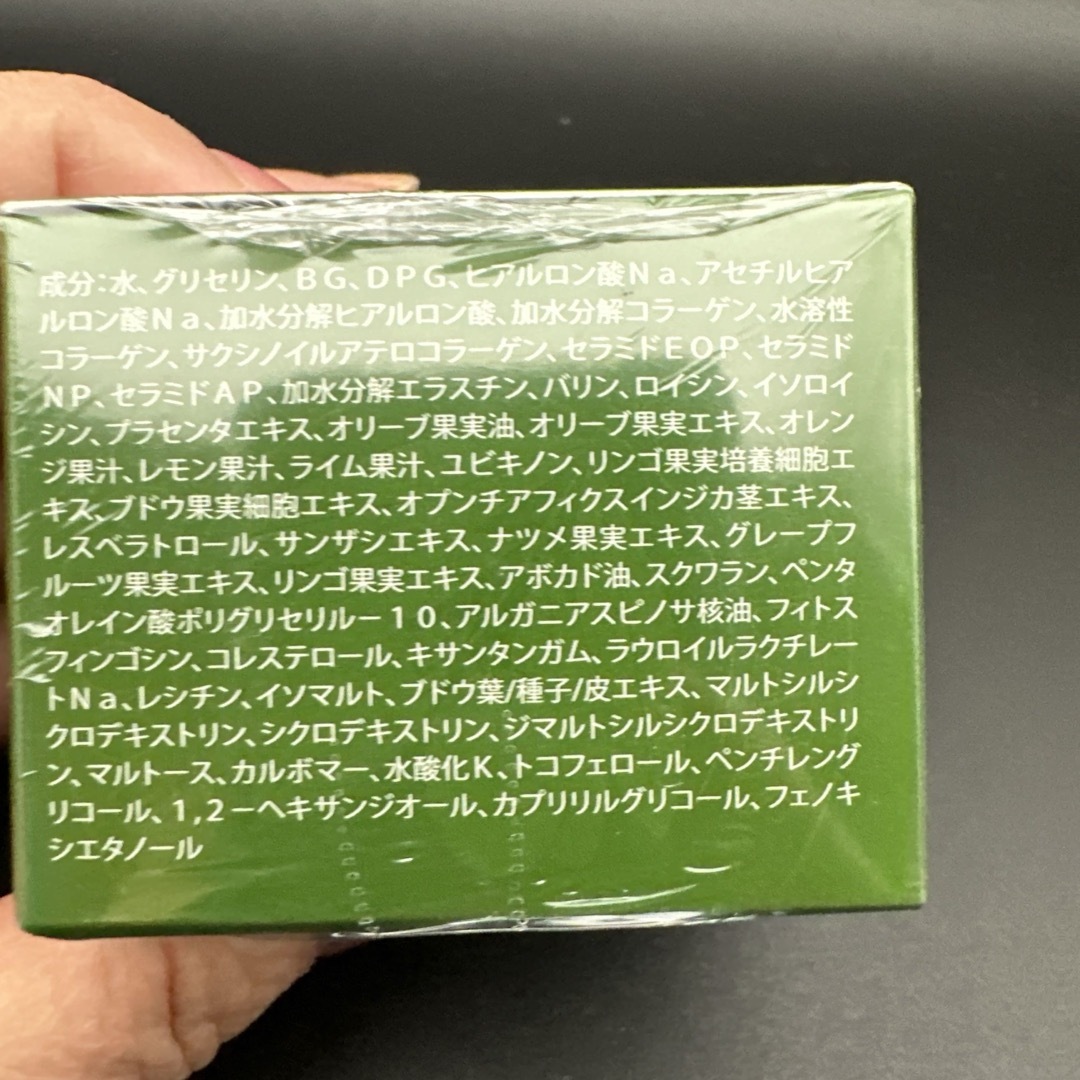 成分:水、グリセリン、ＢＧ、ＤＰＧ、ヒアルロン酸Ｎａ、アセチルヒア
ルロン酸Ｎａ、加水分解ヒアルロン酸、加水分解コラーゲン、水溶性
コラーゲン、サクシノイルアテロコラーゲン、セラミドＥＯＰ、セラミド
ＮＰ、セラミドＡＰ、加水分解エラスチン、バリン、ロイシン、イソロイ
シン、プラセンタエキス、オリーブ果実油、オリーブ果実エキス、オレン
ジ果汁、レモン果汁、ライム果汁、ユビキノン、リンゴ果実培養細胞エ
キス、ブドウ果実細胞エキス、オプンチアフィクスインジカ茎エキス、
レスベラトロール、サンザシエキス、ナツメ果実エキス、グレープフ
ルーツ果実エキス、リンゴ果実エキス、アボカド油、スクワラン、ペンタ
オレイン酸ポリグリセリルー１０、アルガニアスピノサ核油、フィトス
フィンゴシン、コレステロール、キサンタンガム、ラウロイルラクチレー
トＮａ、レシチン、イソマルト、ブドウ葉/種子/皮エキス、マルトシルシ
クロデキストリン、シクロデキストリン、ジマルトシルシクロデキストリ
ン、マルトース、カルボマー、水酸化Ｋ、トコフェロール、ペンチレング
リコール、１,２－ヘキサンジオール、カプリリルグリコール、フェノキ
シエタノール